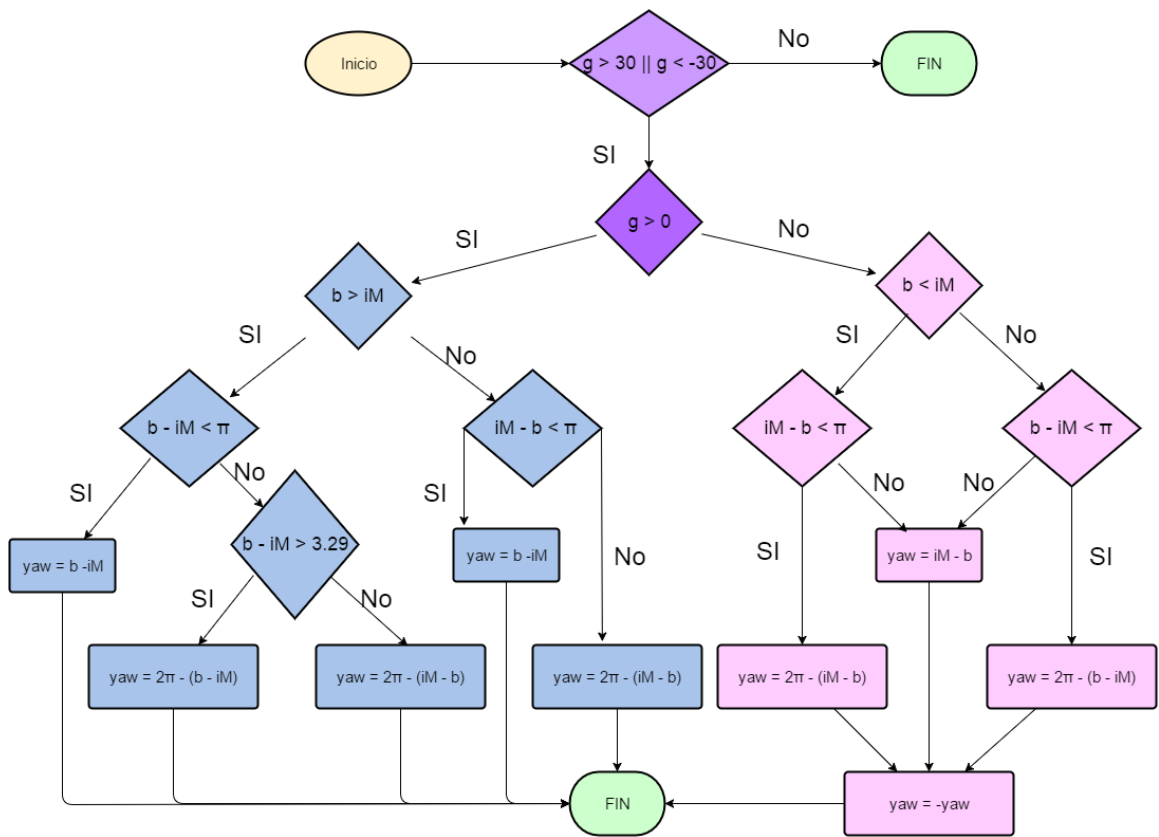 Inicio
g > 30 || g < -30
No
FIN
SI
g > 0
SI
No
b > iM
b < iM
SI
No
SI
No
b - iM < π
iM - b < π
iM - b < π
b - iM < π
SI
No
SI
No
No
b - iM > 3.29
yaw = b -iM
yaw = b -iM
yaw = iM - b
SI
No
No
SI
SI
yaw = 2π - (b - iM)
yaw = 2π - (iM - b)
yaw = 2π - (iM - b)
yaw = 2π - (iM - b)
yaw = 2π - (b - iM)
FIN
yaw = -yaw